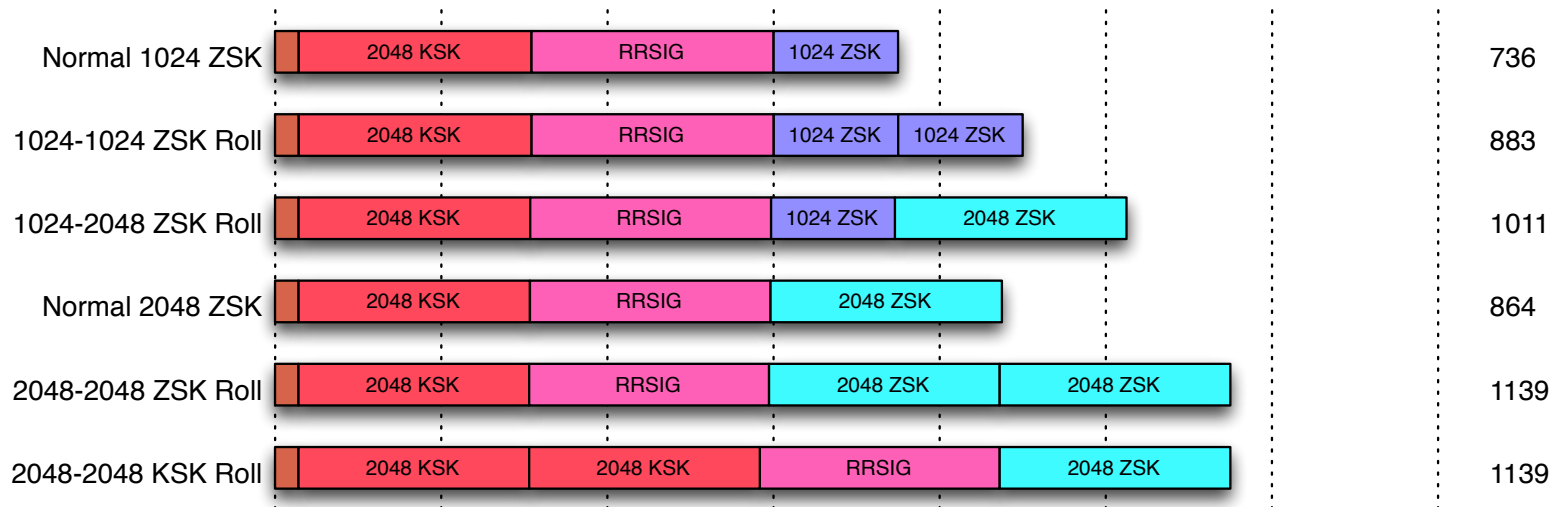 Normal 1024 ZSK 2048 KSK RRSIG 1024 ZSK 736
1024-1024 ZSK Roll 2048 KSK RRSIG 1024 ZSK 1024 ZSK 883
1024-2048 ZSK Roll 2048 KSK RRSIG 1024 ZSK 2048 ZSK 1011
Normal 2048 ZSK 2048 KSK RRSIG 2048 ZSK 864
2048-2048 ZSK Roll 2048 KSK RRSIG 2048 ZSK 2048 ZSK 1139
2048-2048 KSK Roll 2048 KSK 2048 KSK RRSIG 2048 ZSK 1139